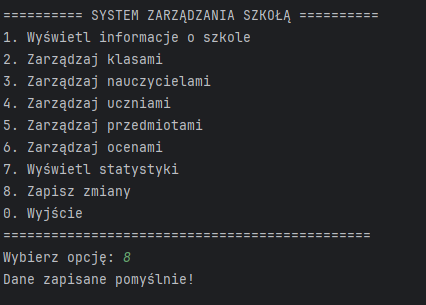 ========== SYSTEM ZARZĄDZANIA SZKOŁĄ ==========
1. Wyświetl informacje o szkole
2. Zarządzaj klasami
3. Zarządzaj nauczycielami
4. Zarządzaj uczniami
5. Zarządzaj przedmiotami
6. Zarządzaj ocenami
7. Wyświetl statystyki
8. Zapisz zmiany
0. Wyjście
==============================================
Wybierz opcję: 8
Dane zapisane pomyślnie!